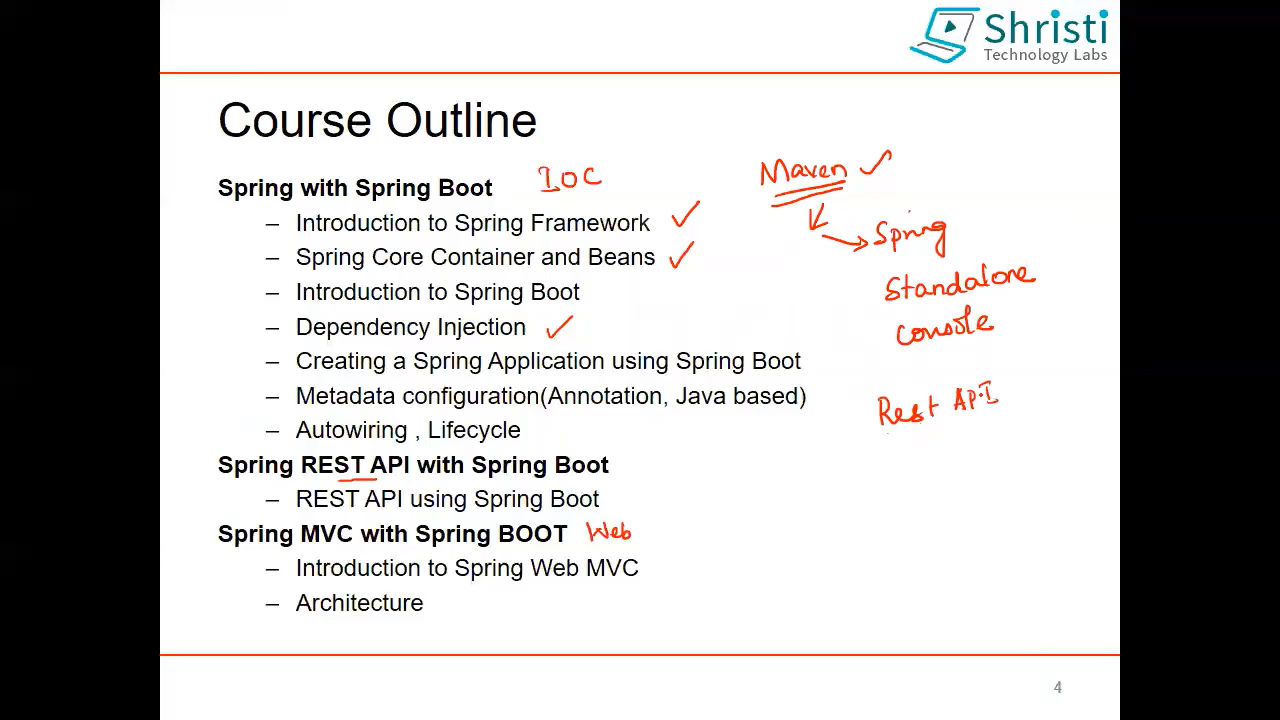 Shristi
Technology Labs
Course Outline
Spring with Spring Boot IOC
Maven
– Introduction to Spring Framework
Spring
– Spring Core Container and Beans
Standalone
– Introduction to Spring Boot
console
– Dependency Injection
– Creating a Spring Application using Spring Boot
– Metadata configuration(Annotation, Java based)
Rest API
– Autowiring , Lifecycle
Spring REST API with Spring Boot
– REST API using Spring Boot
Spring MVC with Spring BOOT Web
– Introduction to Spring Web MVC
– Architecture
4